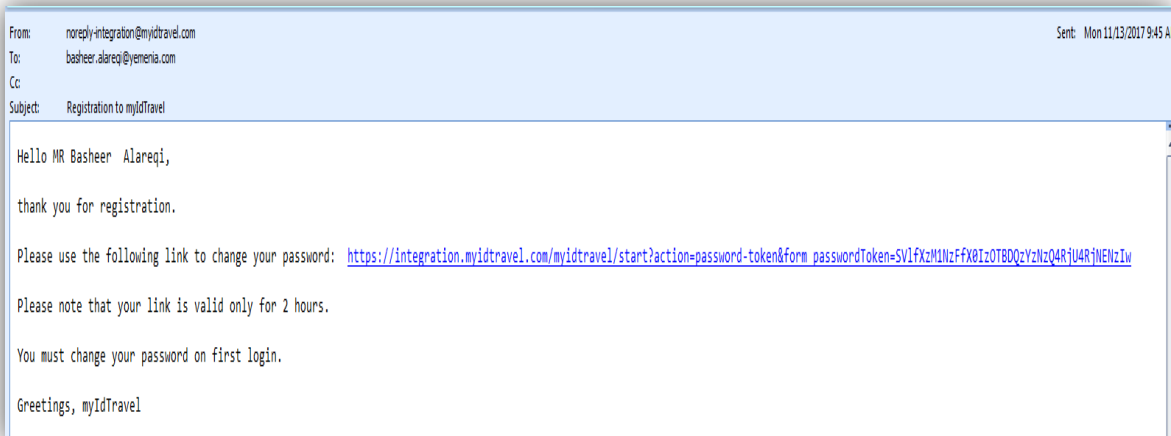 From: noreply-integration@myidtravel.com Sent: Mon 11/13/2017 9:45 A
To: basheer.alareqi@yemenia.com
Cc:
Subject: Registration to myIdTravel
Hello MR Basheer  Alareqi,
thank you for registration.
Please use the following link to change your password:  https://integration.myidtravel.com/myidtravel/start?action=password-token&form_passwordToken=SVlfXzM1NzFfX0IzOTBDQzYzNzQ4RjU4RjNENzIw
Please note that your link is valid only for 2 hours.
You must change your password on first login.
Greetings, myIdTravel